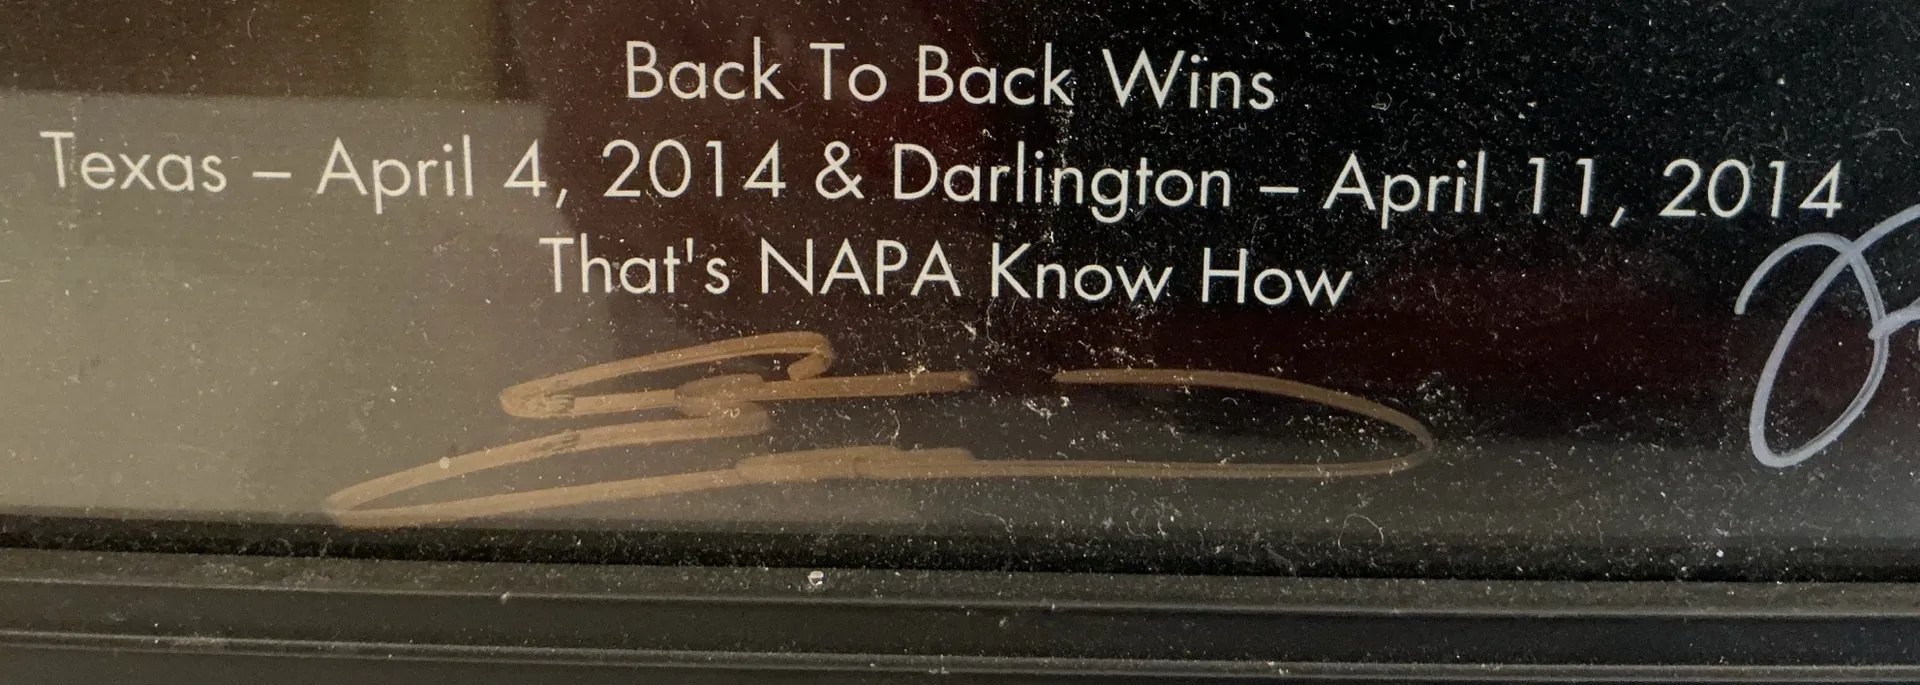 Back To Back Wins
Texas – April 4, 2014 & Darlington – April 11, 2014
That's NAPA Know How